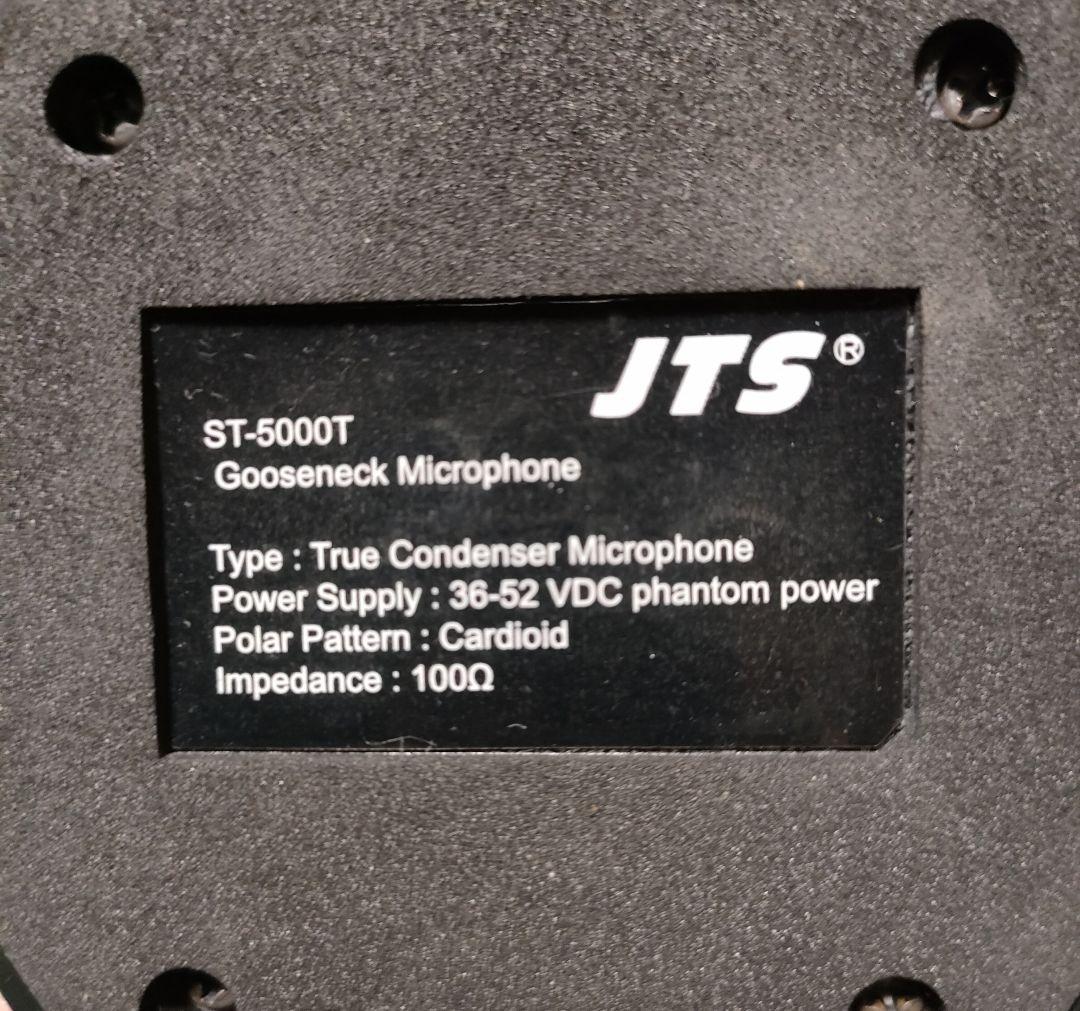 JTS®
ST-5000T
Gooseneck Microphone
Type : True Condenser Microphone
Power Supply : 36-52 VDC phantom power
Polar Pattern : Cardioid
Impedance : 100Ω